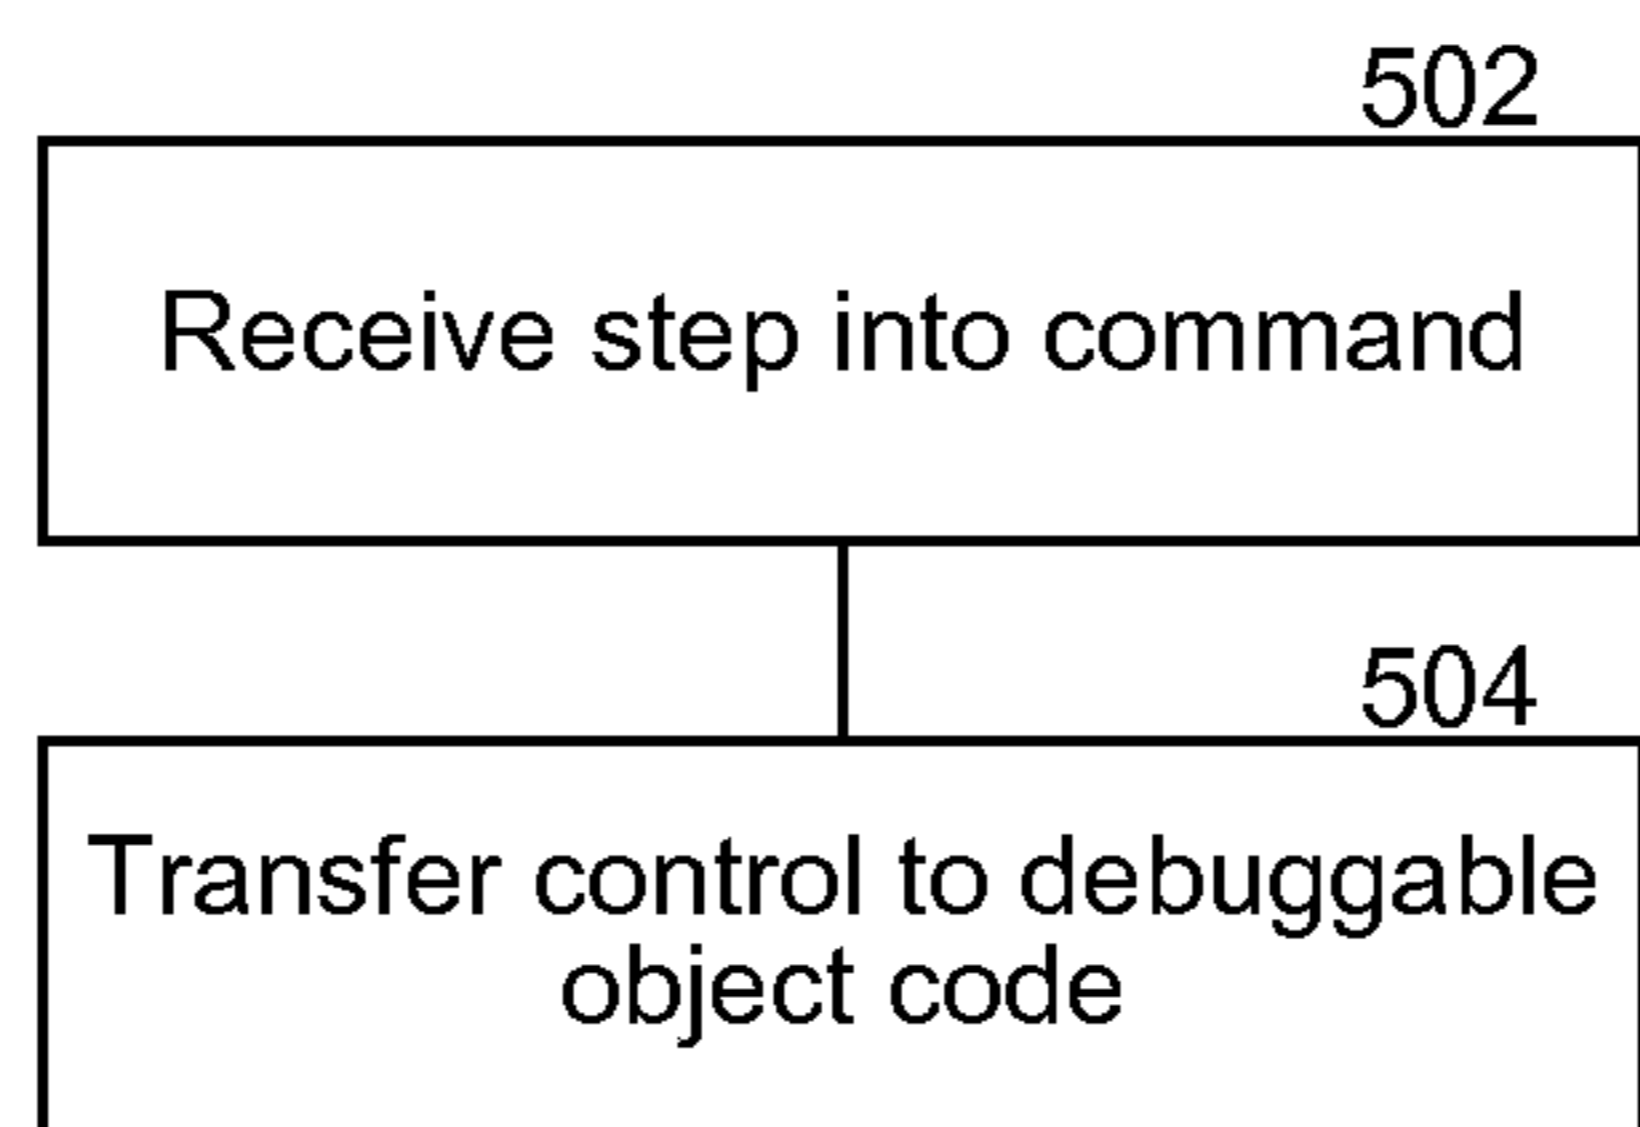 502
Receive step into command
504
Transfer control to debuggable
object code